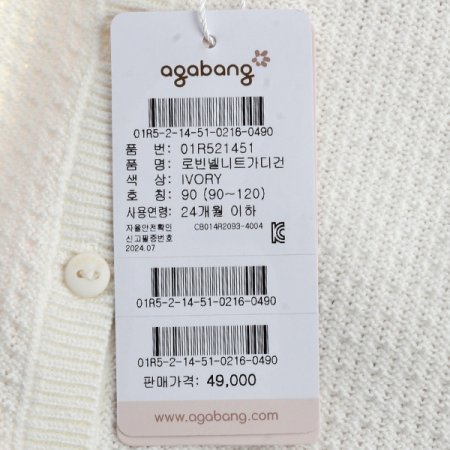 agabang
01R5-2-14-51-0216-0490
품 번: 01R521451
품 명: 로빈넬니트가디건
색 상: IVORY
호 칭: 90 (90~120)
사용연령: 24개월 이하
자율안전확인 CB014R2093-4004
신고필증번호
2024.07
01R5-2-14-51-0216-0490
01R5-2-14-51-0216-0490
판매가격: 49,000
www.agabang.com